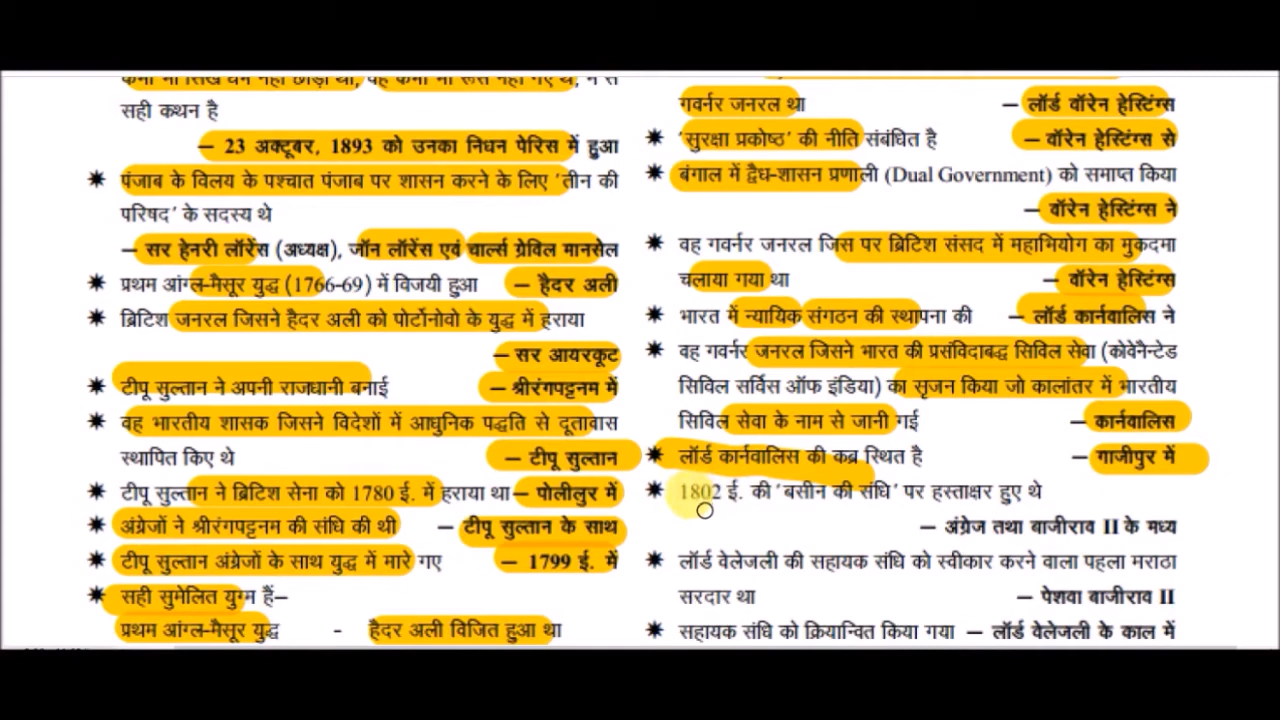 सही कथन है
– 23 अक्टूबर, 1893 को उनका निधन पेरिस में हुआ
✷ पंजाब के विलय के पश्चात पंजाब पर शासन करने के लिए 'तीन की
परिषद' के सदस्य थे
– सर हेनरी लॉरेंस (अध्यक्ष), जॉन लॉरेंस एवं चार्ल्स ग्रेविल मानसेल
✷ प्रथम आंग्ल-मैसूर युद्ध (1766-69) में विजयी हुआ – हैदर अली
✷ ब्रिटिश जनरल जिसने हैदर अली को पोर्टोनोवो के युद्ध में हराया
– सर आयरकूट
✷ टीपू सुल्तान ने अपनी राजधानी बनाई – श्रीरंगपट्टनम में
✷ वह भारतीय शासक जिसने विदेशों में आधुनिक पद्धति से दूतावास
स्थापित किए थे – टीपू सुल्तान
✷ टीपू सुल्तान ने ब्रिटिश सेना को 1780 ई. में हराया था – पोलीलुर में
✷ अंग्रेजों ने श्रीरंगपट्टनम की संधि की थी – टीपू सुल्तान के साथ
✷ टीपू सुल्तान अंग्रेजों के साथ युद्ध में मारे गए – 1799 ई. में
✷ सही सुमेलित युग्म हैं–
प्रथम आंग्ल-मैसूर युद्ध - हैदर अली विजित हुआ था
गवर्नर जनरल था – लॉर्ड वॉरेन हेस्टिंग्स
✷ 'सुरक्षा प्रकोष्ठ' की नीति संबंधित है – वॉरेन हेस्टिंग्स से
✷ बंगाल में द्वैध-शासन प्रणाली (Dual Government) को समाप्त किया
– वॉरेन हेस्टिंग्स ने
✷ वह गवर्नर जनरल जिस पर ब्रिटिश संसद में महाभियोग का मुकदमा
चलाया गया था – वॉरेन हेस्टिंग्स
✷ भारत में न्यायिक संगठन की स्थापना की – लॉर्ड कार्नवालिस ने
✷ वह गवर्नर जनरल जिसने भारत की प्रसंविदाबद्ध सिविल सेवा (कोवेनैन्टेड
सिविल सर्विस ऑफ इंडिया) का सृजन किया जो कालांतर में भारतीय
सिविल सेवा के नाम से जानी गई – कार्नवालिस
✷ लॉर्ड कार्नवालिस की कब्र स्थित है – गाजीपुर में
✷ 1802 ई. की 'बसीन की संधि' पर हस्ताक्षर हुए थे
– अंग्रेज तथा बाजीराव II के मध्य
✷ लॉर्ड वेलेजली की सहायक संधि को स्वीकार करने वाला पहला मराठा
सरदार था – पेशवा बाजीराव II
✷ सहायक संधि को क्रियान्वित किया गया – लॉर्ड वेलेजली के काल में